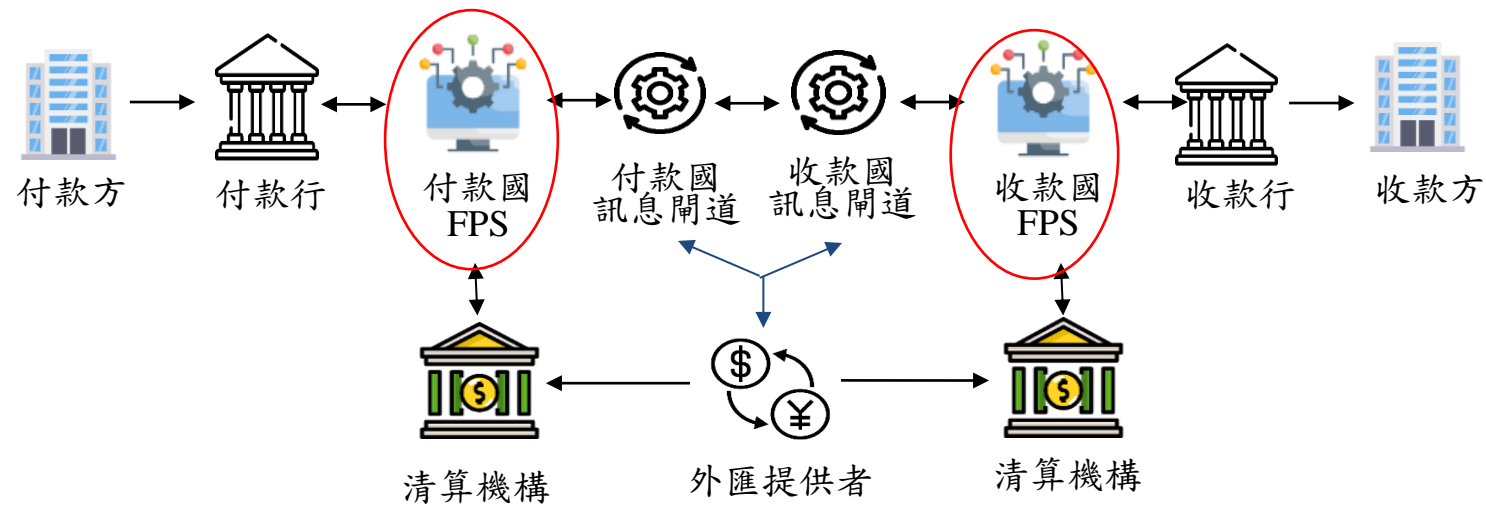 付款方
付款行
付款國
FPS
付款國
訊息閘道
收款國
訊息閘道
收款國
FPS
收款行
收款方
$
¥
$
$
清算機構
外匯提供者
清算機構